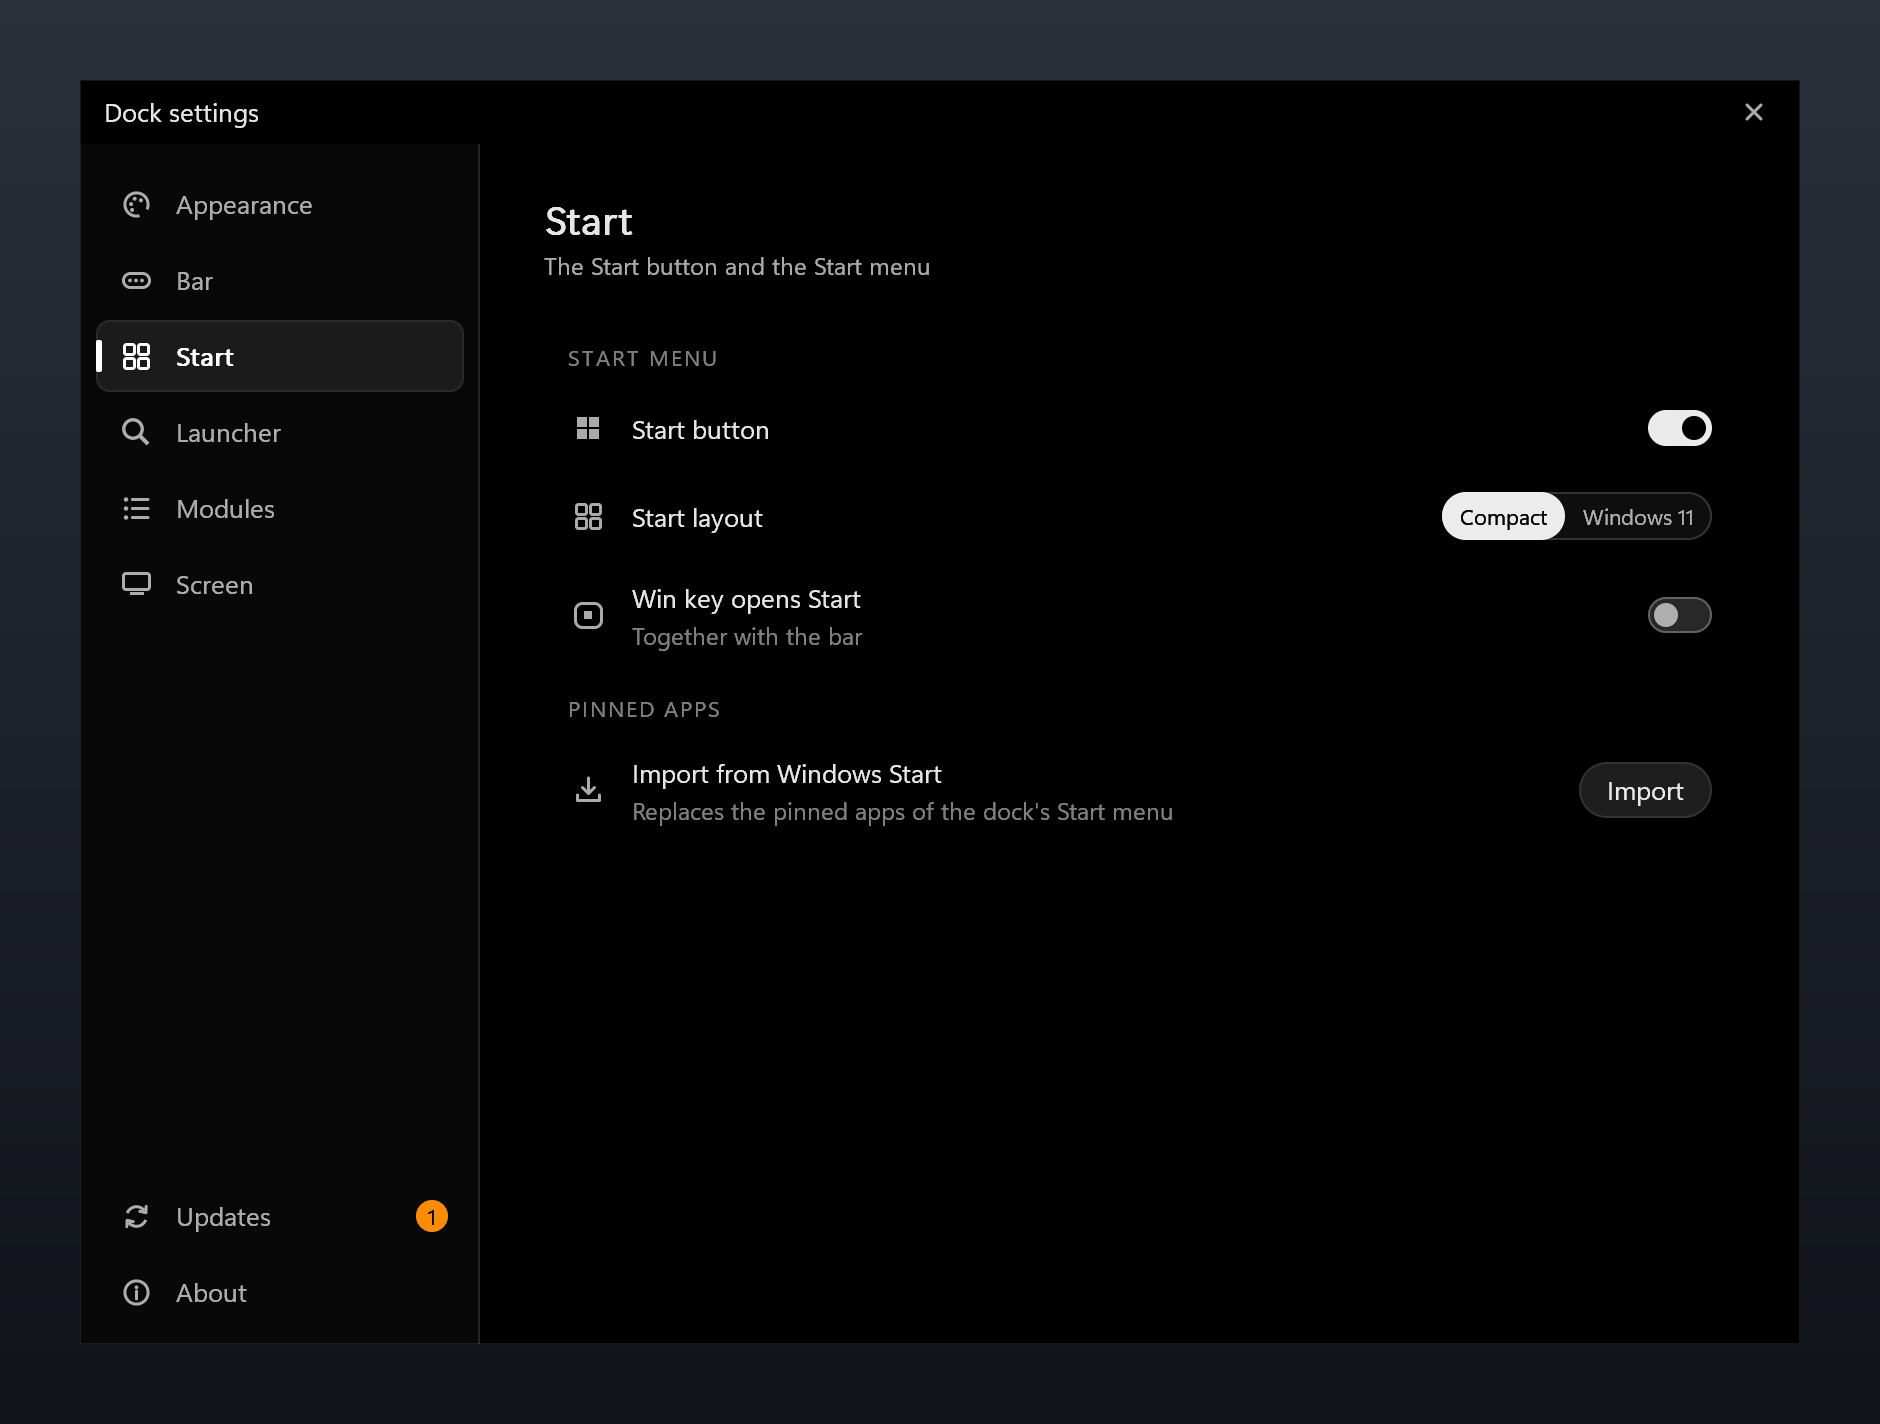 Dock settings
Appearance
Bar
Start
Launcher
Modules
Screen
Updates
1
About
Start
The Start button and the Start menu
START MENU
Start button
Start layout
Compact
Windows 11
Win key opens Start
Together with the bar
PINNED APPS
Import from Windows Start
Replaces the pinned apps of the dock's Start menu
Import